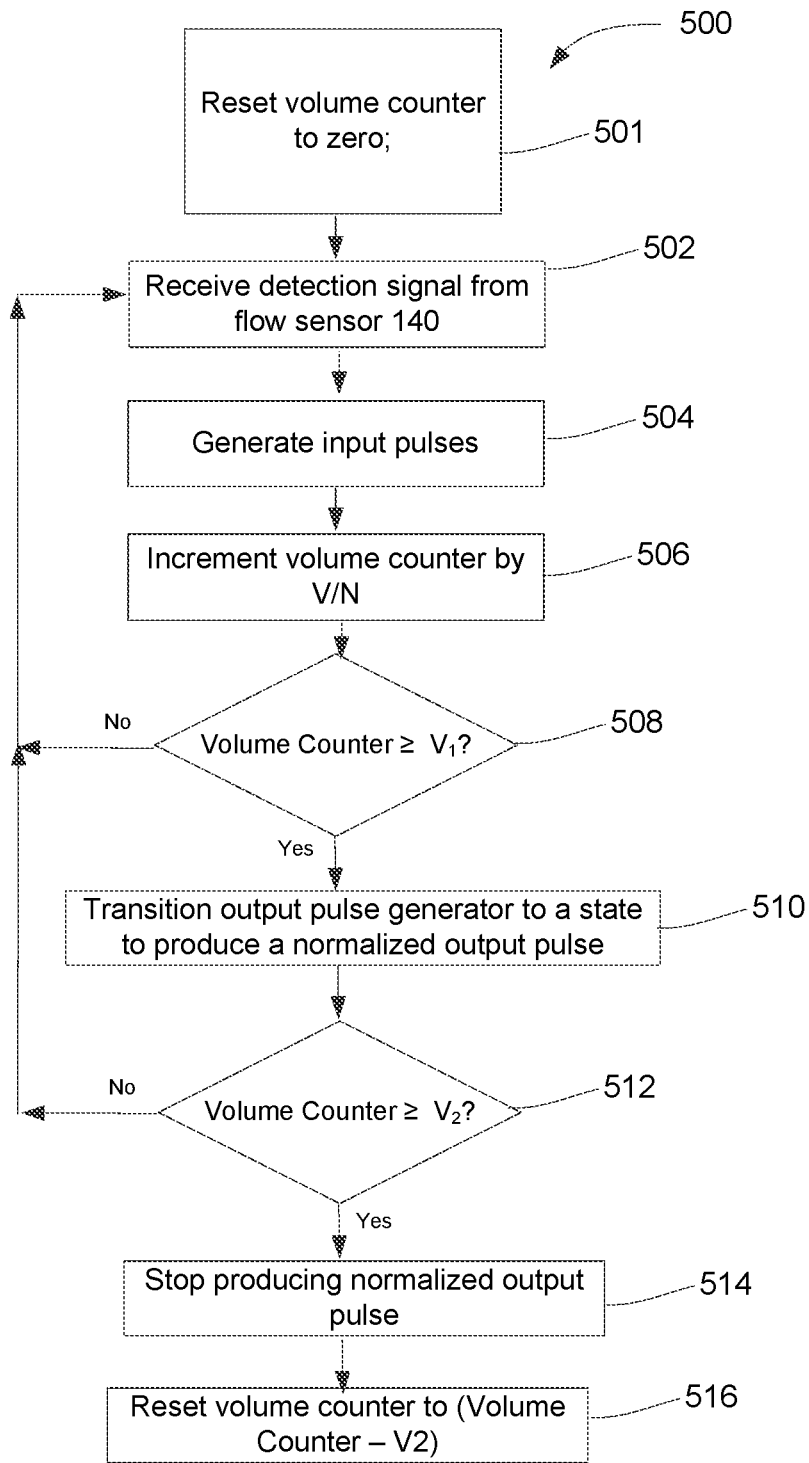 500
Reset volume counter
to zero;
501
502
Receive detection signal from
flow sensor 140
504
Generate input pulses
506
Increment volume counter by
V/N
No
508
Volume Counter ≥ V₁?
Yes
510
Transition output pulse generator to a state
to produce a normalized output pulse
No
512
Volume Counter ≥ V₂?
Yes
Stop producing normalized output
pulse
514
516
Reset volume counter to (Volume
Counter – V2)